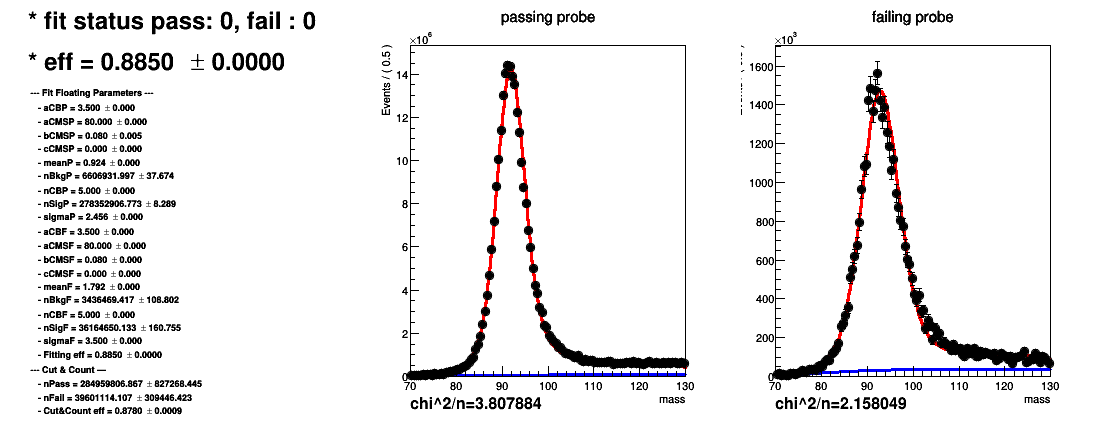 * fit status pass: 0, fail : 0
* eff = 0.8850 ± 0.0000
--- Fit Floating Parameters ---
- aCBP = 3.500 ± 0.000
- aCMSP = 80.000 ± 0.000
- bCMSP = 0.080 ± 0.005
- cCMSP = 0.000 ± 0.000
- meanP = 0.924 ± 0.000
- nBkgP = 6606931.997 ± 37.674
- nCBP = 5.000 ± 0.000
- nSigP = 278352906.773 ± 8.289
- sigmaP = 2.456 ± 0.000
- aCBF = 3.500 ± 0.000
- aCMSF = 80.000 ± 0.000
- bCMSF = 0.080 ± 0.000
- cCMSF = 0.000 ± 0.000
- meanF = 1.792 ± 0.000
- nBkgF = 3436469.417 ± 108.802
- nCBF = 5.000 ± 0.000
- nSigF = 36164650.133 ± 160.755
- sigmaF = 3.500 ± 0.000
- Fitting eff = 0.8850 ± 0.0000
--- Cut & Count ---
- nPass = 284959806.867 ± 827268.445
- nFail = 39601114.107 ± 309446.423
- Cut&Count eff = 0.8780 ± 0.0009
passing probe
×10^6
Events / ( 0.5 )
14
12
10
8
6
4
2
0
70 80 90 100 110 120 130
mass
chi^2/n=3.807884
failing probe
×10^3
1600
1400
1200
1000
800
600
400
200
0
70 80 90 100 110 120 130
mass
chi^2/n=2.158049